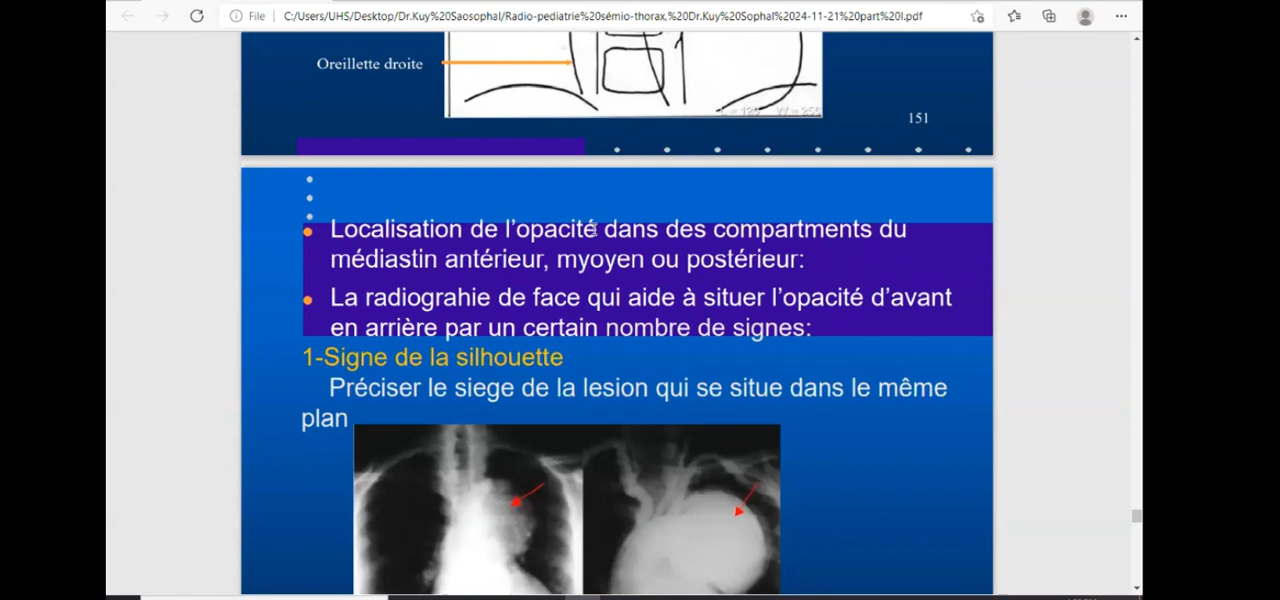 File
C:/Users/UHS/Desktop/Dr.Kuy%20Saosophal/Radio-pediatrie%20sémio-thorax,%20Dr.Kuy%20Sophal%2024-11-21%20part%20I.pdf
Oreillette droite
L = 128 W = 255
151
Localisation de l’opacité dans des compartments du
médiastin antérieur, myoyen ou postérieur:
La radiograhie de face qui aide à situer l’opacité d’avant
en arrière par un certain nombre de signes:
1-Signe de la silhouette
Préciser le siege de la lesion qui se situe dans le même
plan